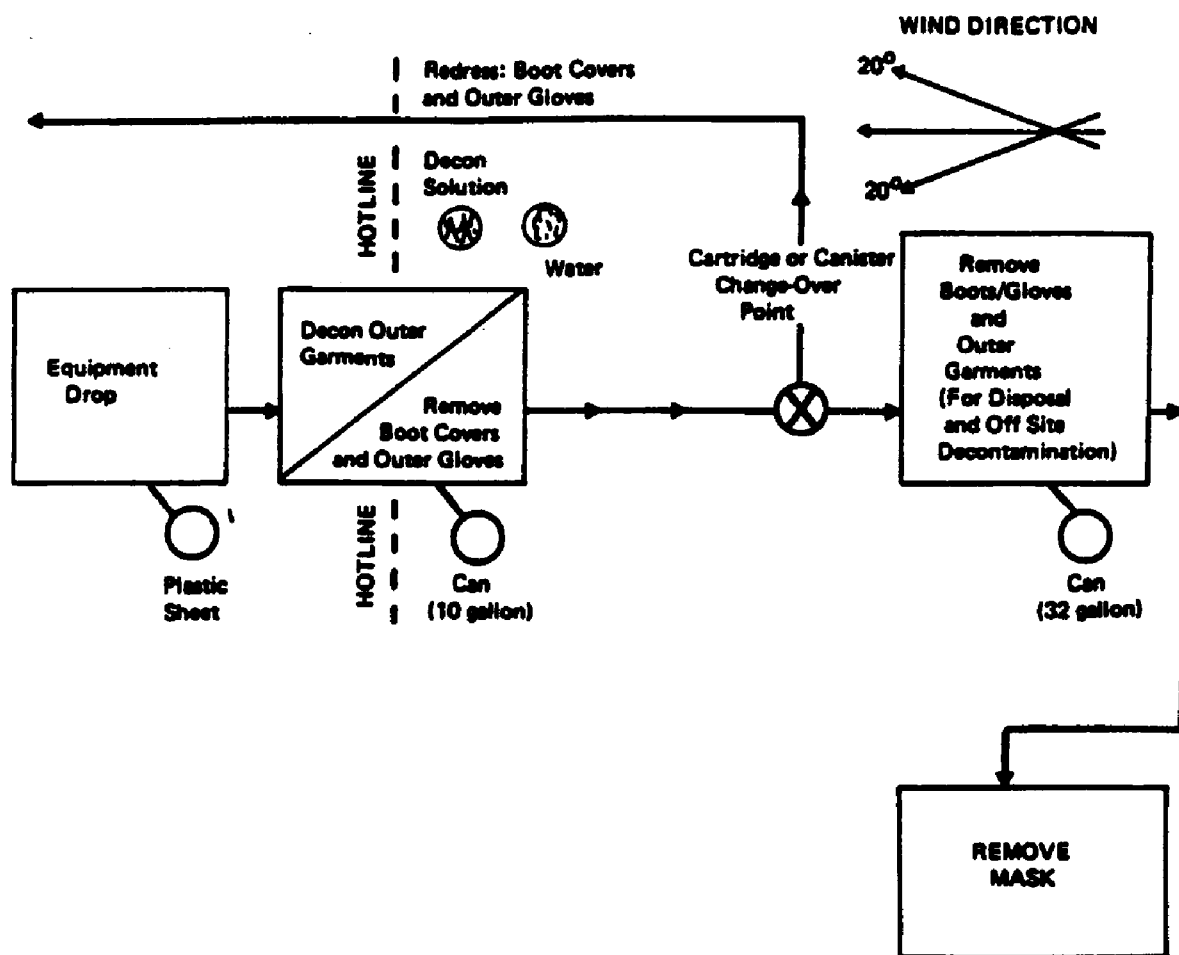 WIND DIRECTION
20°
20°
Redress: Boot Covers
and Outer Gloves
HOTLINE
Decon
Solution
Water
Cartridge or Canister
Change-Over
Point
Equipment
Drop
Decon Outer
Garments
Remove
Boot Covers
and Outer Gloves
Remove
Boots/Gloves
and
Outer
Garments
(For Disposal
and Off Site
Decontamination)
Plastic
Sheet
HOTLINE
Can
(10 gallon)
Can
(32 gallon)
REMOVE
MASK